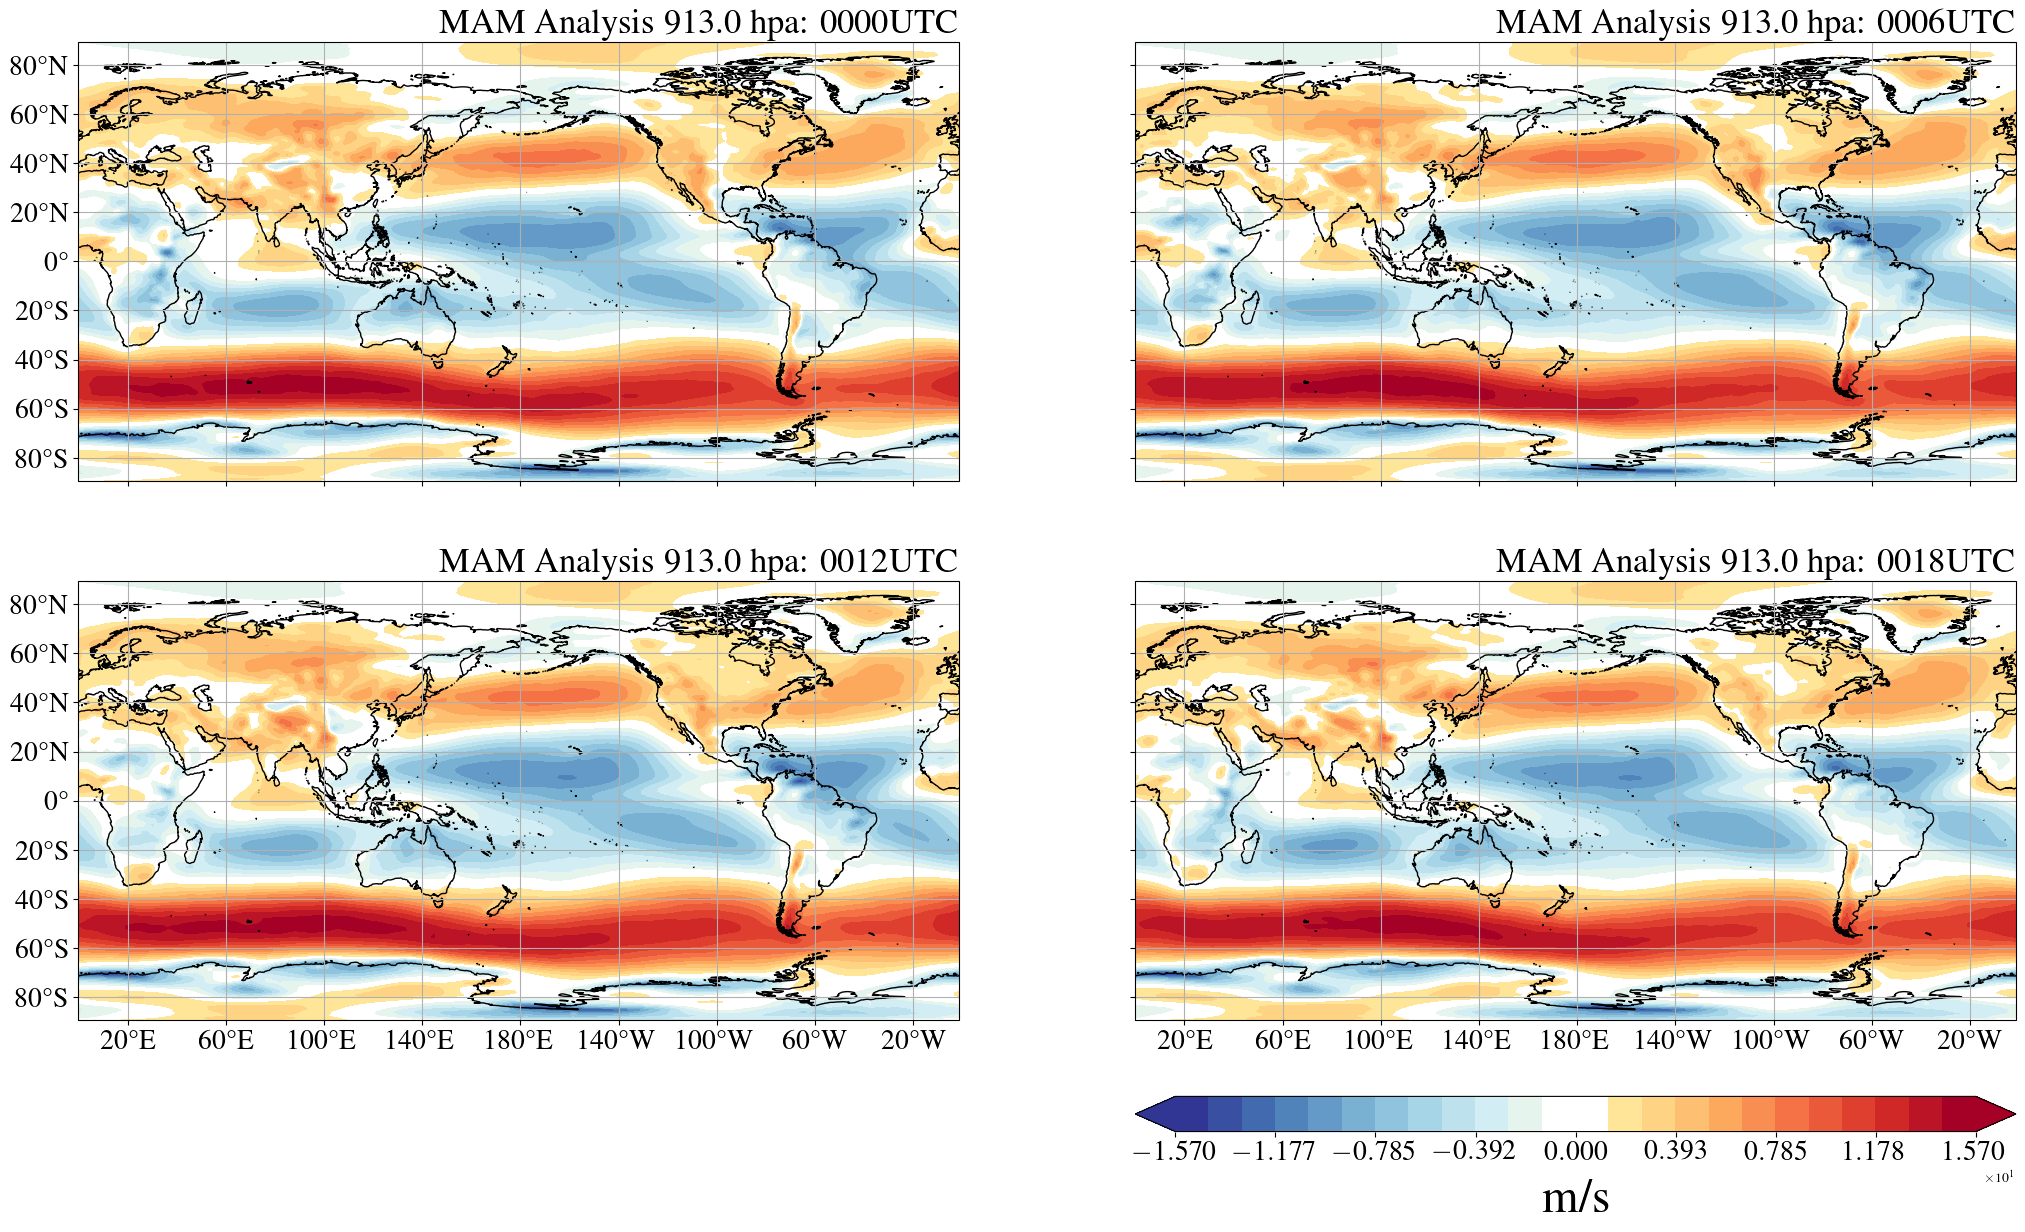 MAM Analysis 913.0 hpa: 0000UTC
MAM Analysis 913.0 hpa: 0006UTC
80°N
60°N
40°N
20°N
0°
20°S
40°S
60°S
80°S
MAM Analysis 913.0 hpa: 0012UTC
MAM Analysis 913.0 hpa: 0018UTC
80°N
60°N
40°N
20°N
0°
20°S
40°S
60°S
80°S
20°E 60°E 100°E 140°E 180°E 140°W 100°W 60°W 20°W
20°E 60°E 100°E 140°E 180°E 140°W 100°W 60°W 20°W
−1.570 −1.177 −0.785 −0.392 0.000 0.393 0.785 1.178 1.570
×10¹
m/s